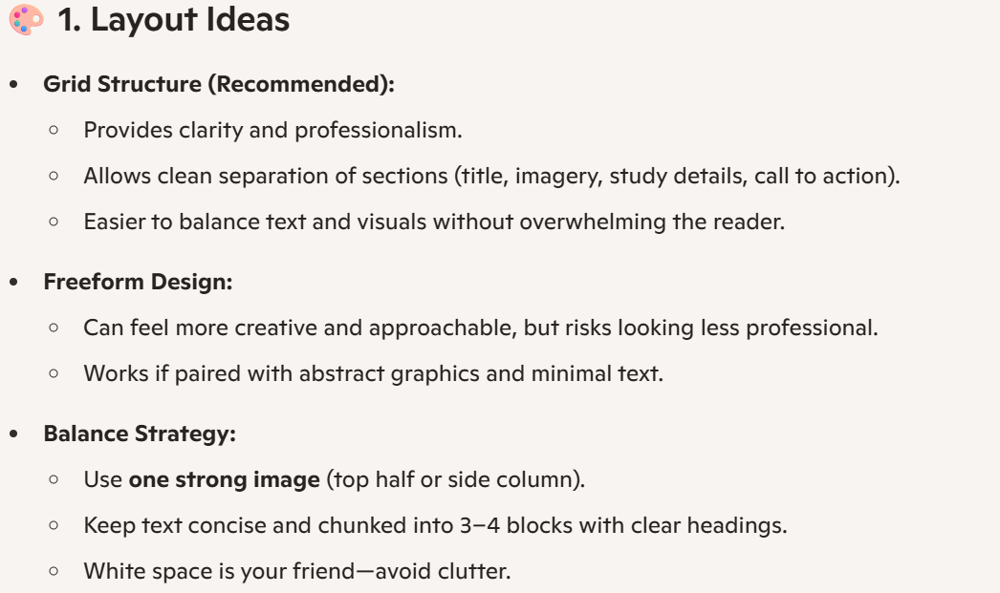 🎨 1. Layout Ideas
• Grid Structure (Recommended):
○ Provides clarity and professionalism.
○ Allows clean separation of sections (title, imagery, study details, call to action).
○ Easier to balance text and visuals without overwhelming the reader.
• Freeform Design:
○ Can feel more creative and approachable, but risks looking less professional.
○ Works if paired with abstract graphics and minimal text.
• Balance Strategy:
○ Use one strong image (top half or side column).
○ Keep text concise and chunked into 3–4 blocks with clear headings.
○ White space is your friend—avoid clutter.